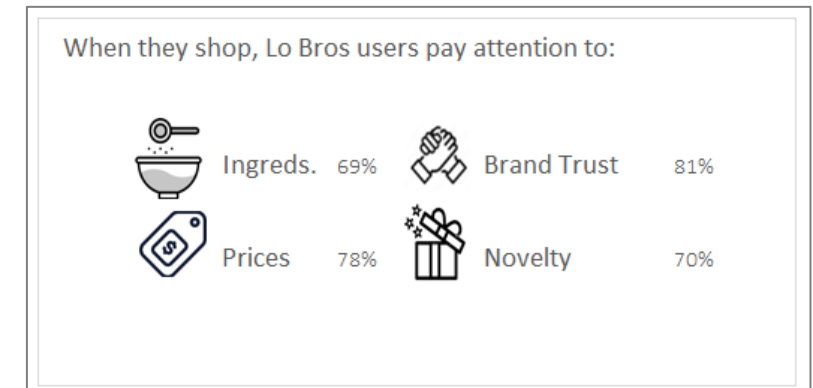 When they shop, Lo Bros users pay attention to:
Ingreds. 69% Brand Trust 81%
$
Prices 78% Novelty 70%